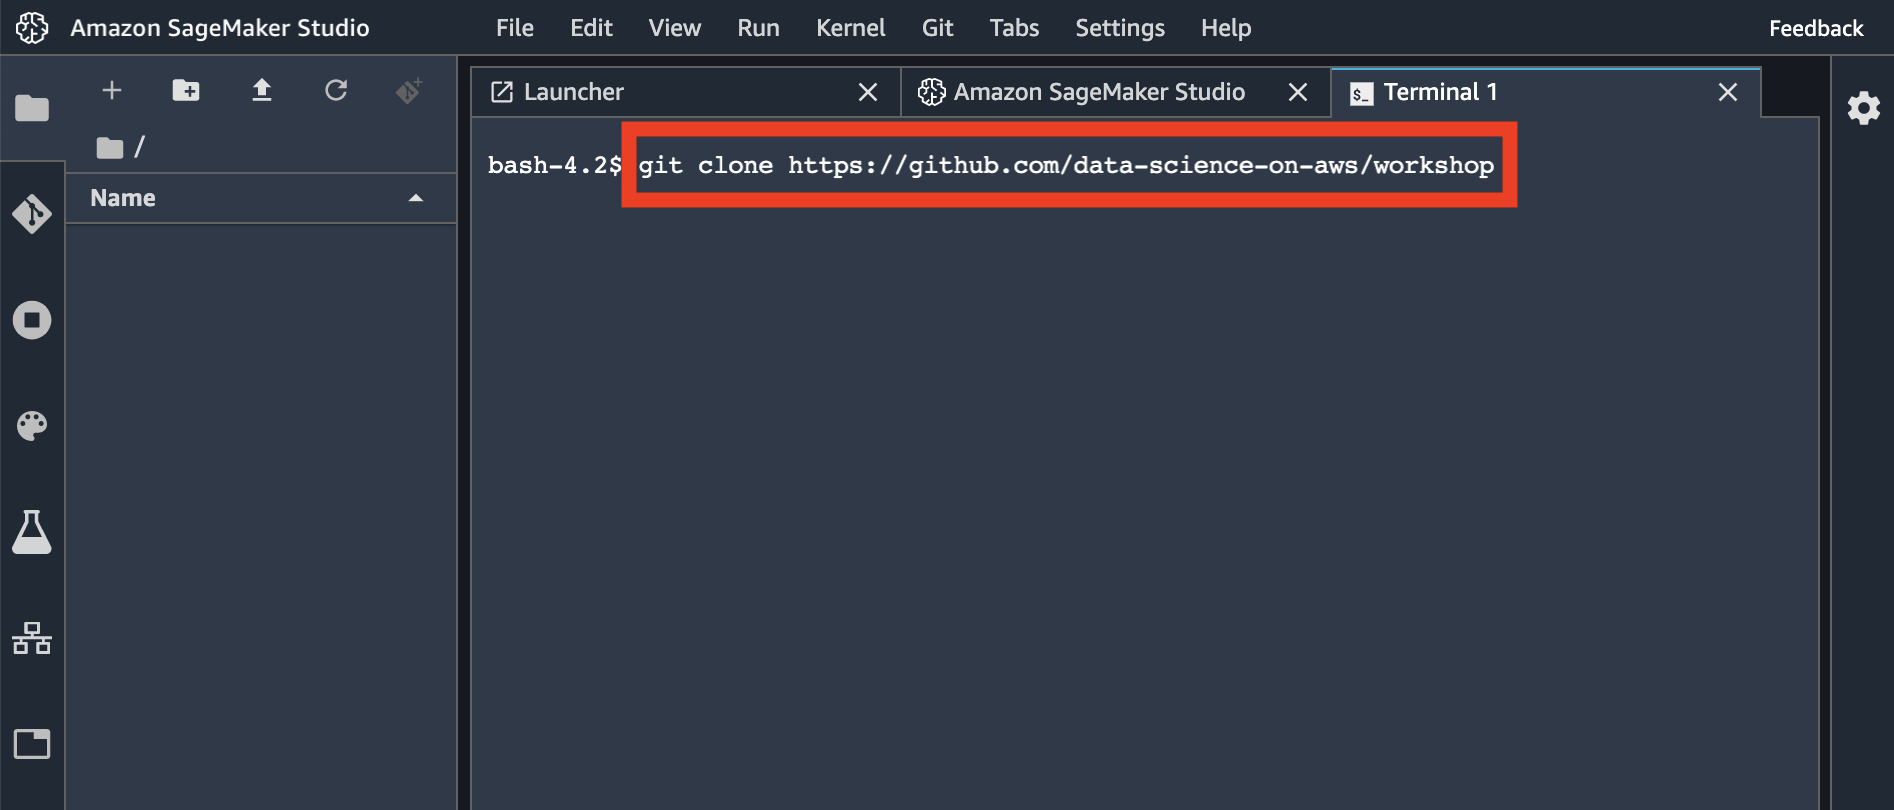 Amazon SageMaker Studio
File Edit View Run Kernel Git Tabs Settings Help
Feedback
Launcher
Amazon SageMaker Studio
$_ Terminal 1
/
Name
bash-4.2$ git clone https://github.com/data-science-on-aws/workshop